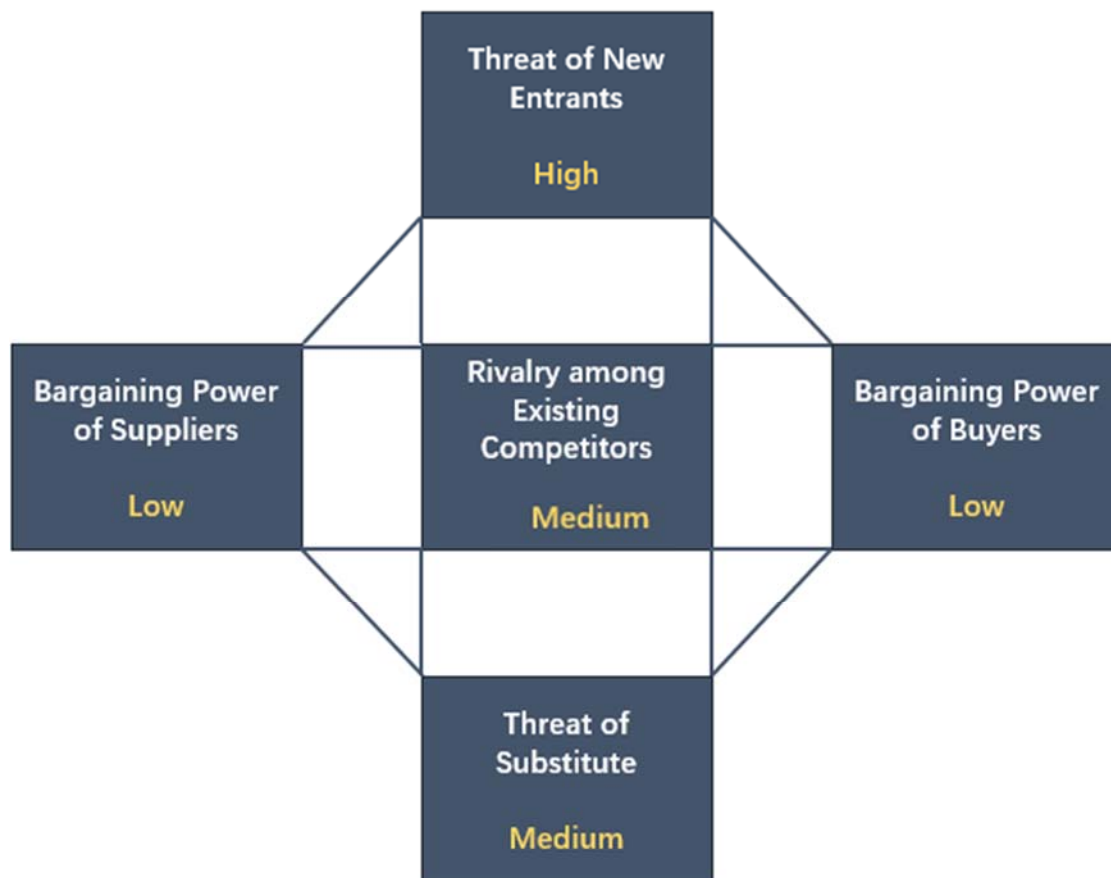 Threat of New
Entrants
High
Bargaining Power
of Suppliers
Low
Rivalry among
Existing
Competitors
Medium
Bargaining Power
of Buyers
Low
Threat of
Substitute
Medium